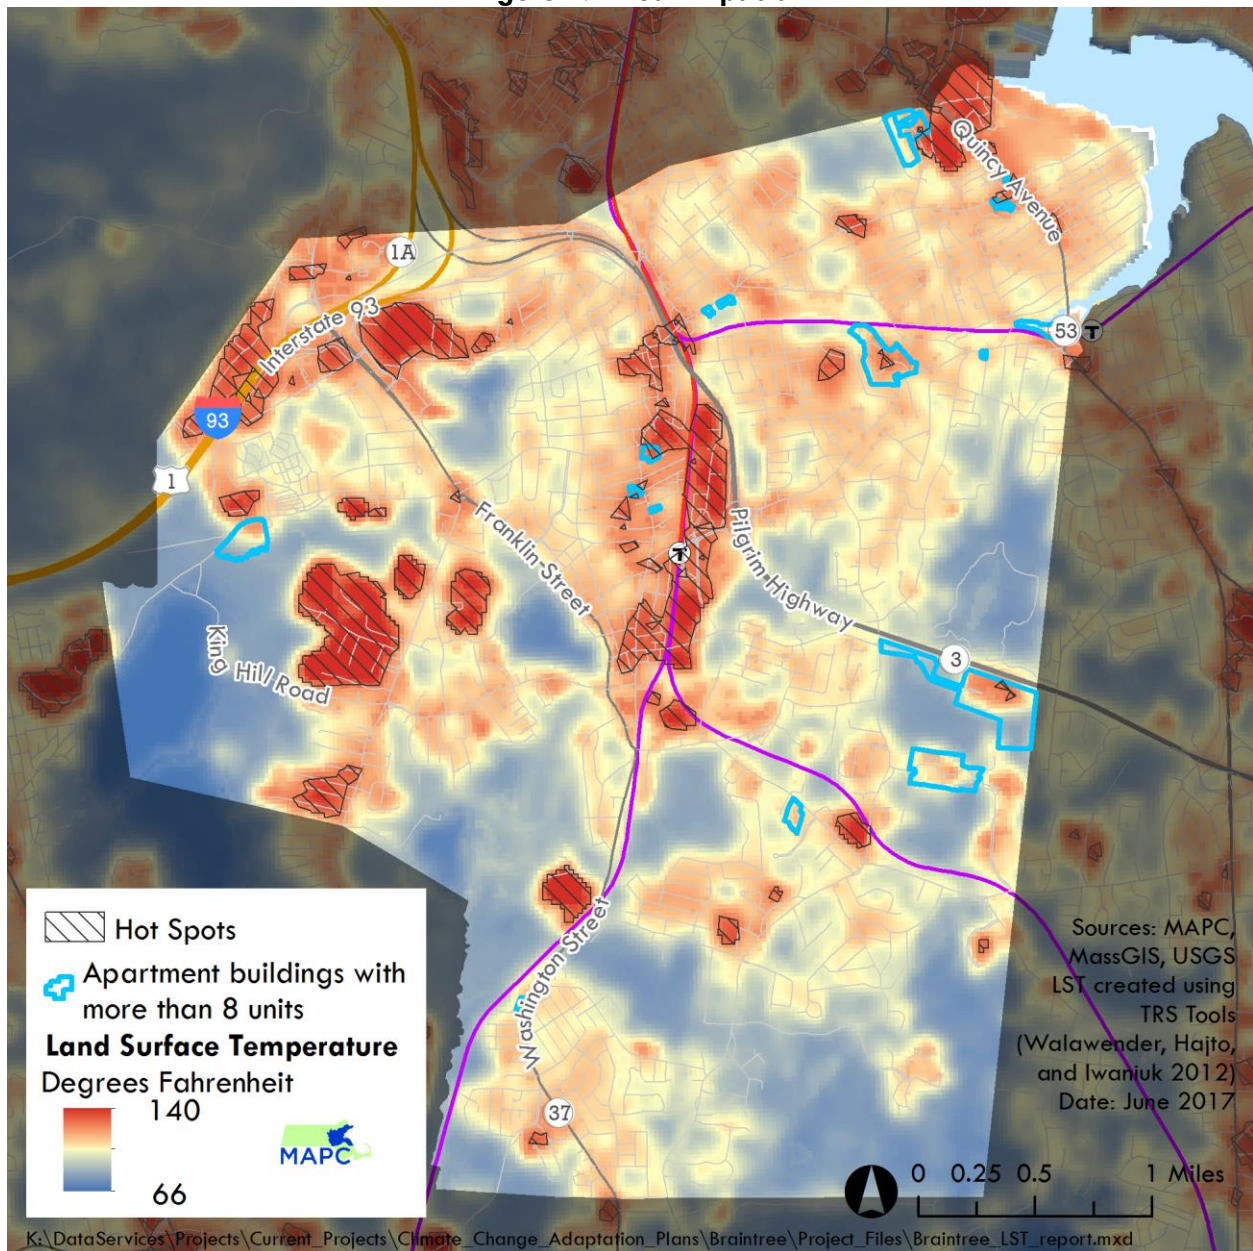 1A
Quincy Avenue
Interstate 93
53
T
93
1
Franklin Street
Pilgrim Highway
T
King Hill Road
3
Washington Street
37
Hot Spots
Apartment buildings with
more than 8 units
Land Surface Temperature
Degrees Fahrenheit
140
66
MAPC
Sources: MAPC,
MassGIS, USGS
LST created using
TRS Tools
(Walawender, Hajto,
and Iwaniuk 2012)
Date: June 2017
0 0.25 0.5 1 Miles
K:\DataServices\Projects\Current_Projects\Climate_Change_Adaptation_Plans\Braintree\Project_Files\Braintree_LST_report.mxd